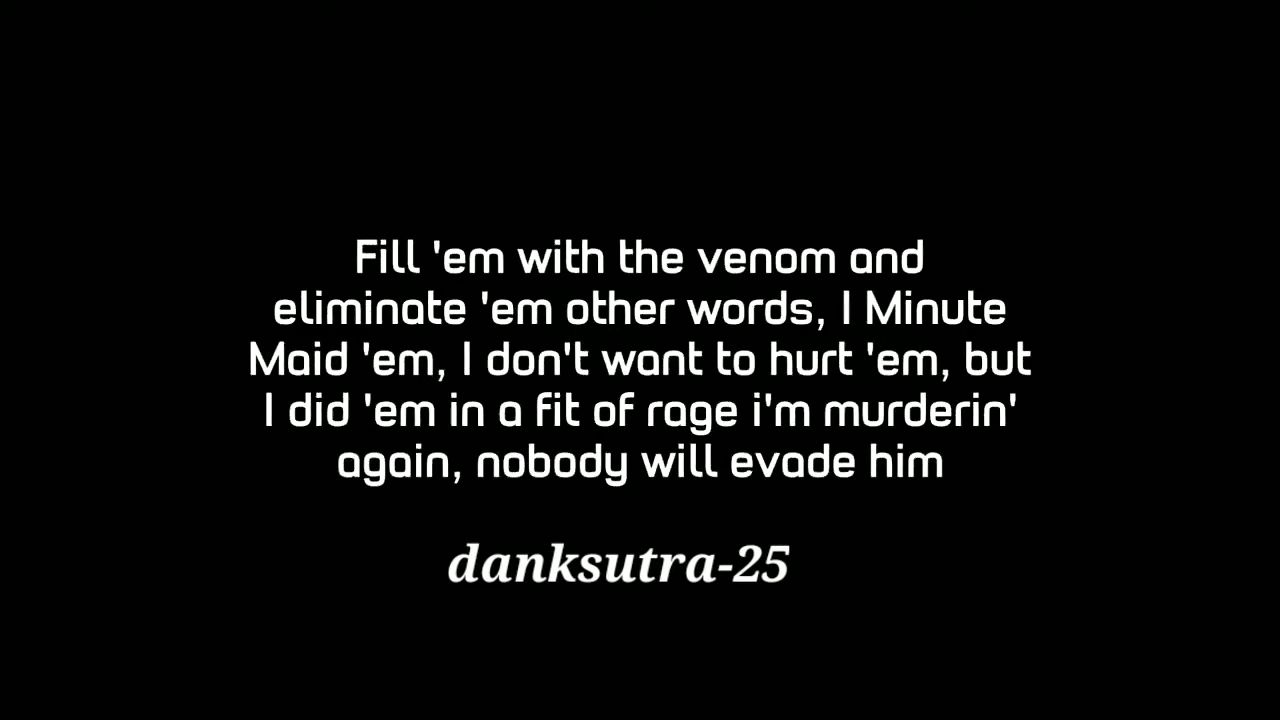 Fill 'em with the venom and
eliminate 'em other words, I Minute
Maid 'em, I don't want to hurt 'em, but
I did 'em in a fit of rage i'm murderin'
again, nobody will evade him
danksutra-25